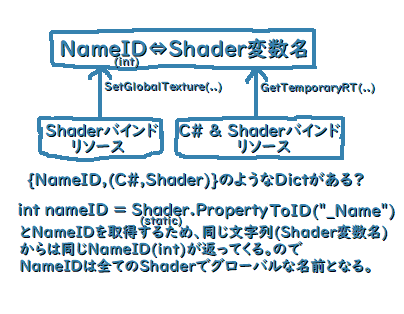 NameID⇔Shader変数名
(int)
SetGlobalTexture(..)
GetTemporaryRT(..)
Shaderバインド
リソース
C# & Shaderバインド
リソース
{NameID,(C#,Shader)}のようなDictがある?
int nameID = Shader.PropertyToID("_Name")
(static)
とNameIDを取得するため、同じ文字列(Shader変数名)
からは同じNameID(int)が返ってくる。ので
NameIDは全てのShaderでグローバルな名前となる。